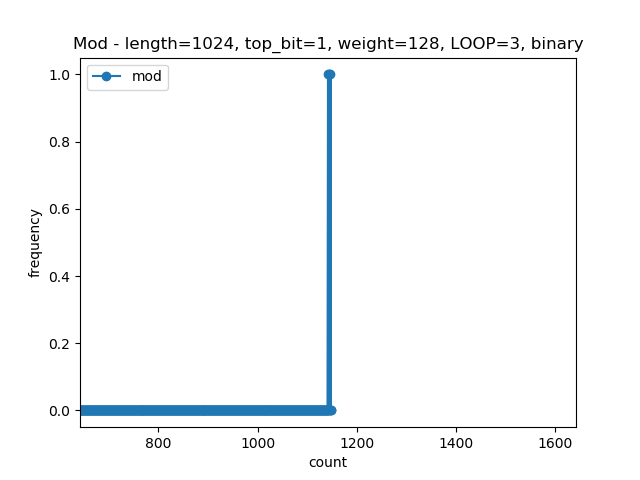 Mod - length=1024, top_bit=1, weight=128, LOOP=3, binary
mod
frequency
1.0
0.8
0.6
0.4
0.2
0.0
800 1000 1200 1400 1600
count